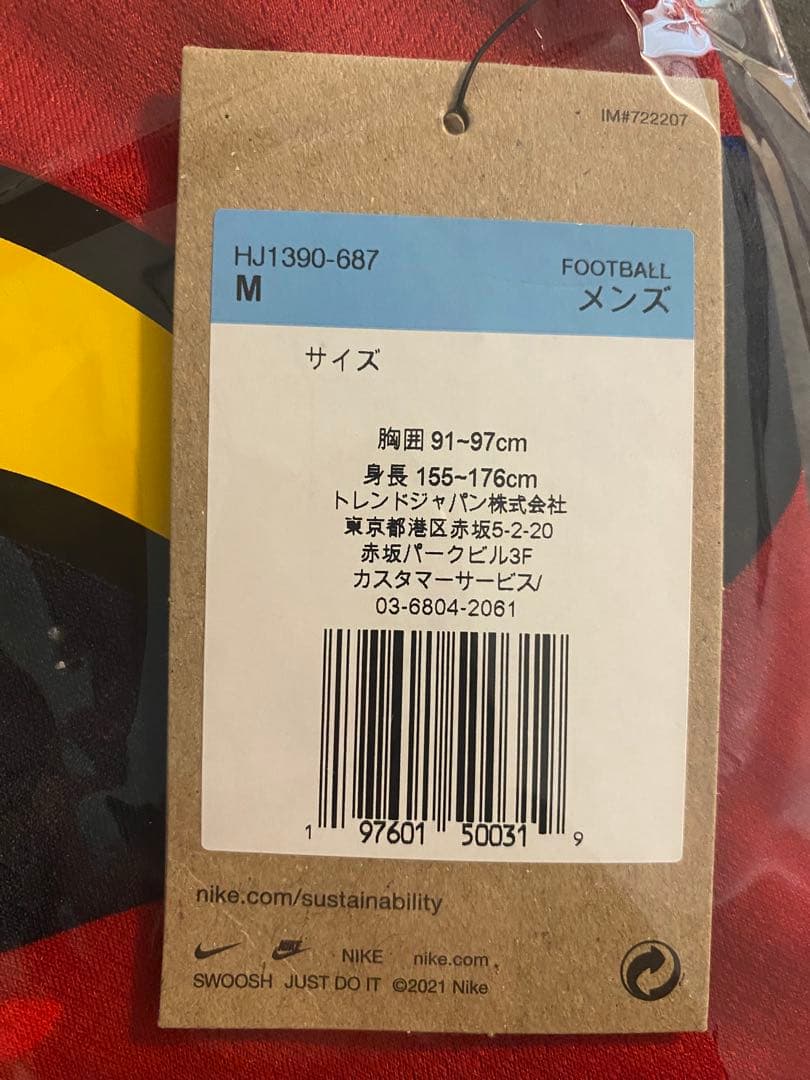 IM#722207
HJ1390-687
FOOTBALL
M
メンズ
サイズ
胸囲 91~97cm
身長 155~176cm
トレンドジャパン株式会社
東京都港区赤坂5-2-20
赤坂パークビル3F
カスタマーサービス/
03-6804-2061
1 97601 50031 9
nike.com/sustainability
NIKE NIKE nike.com
SWOOSH JUST DO IT ©2021 Nike